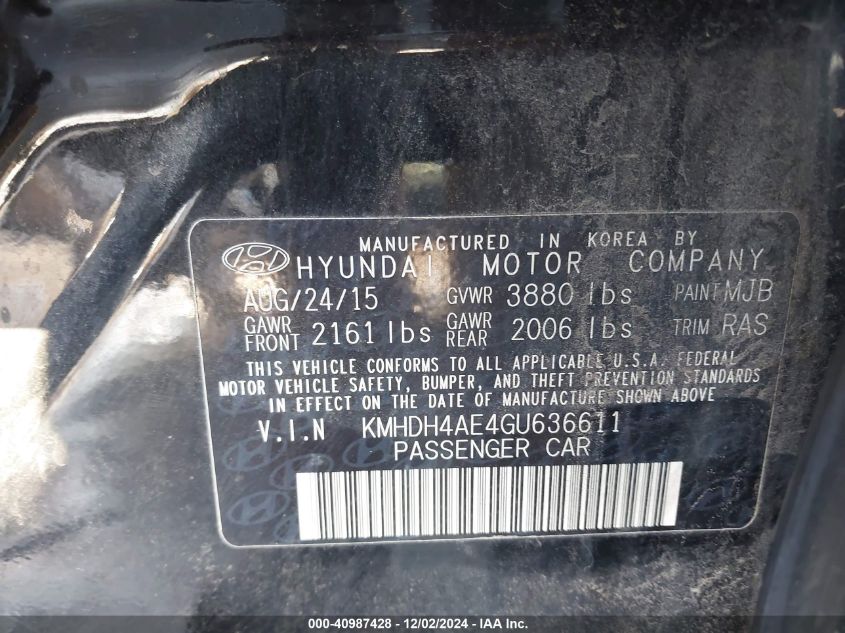 MANUFACTURED IN KOREA BY
HYUNDAI MOTOR COMPANY
AUG/24/15 GVWR 3880 lbs PAINT MJB
GAWR FRONT 2161 lbs GAWR REAR 2006 lbs TRIM RAS
THIS VEHICLE CONFORMS TO ALL APPLICABLE U.S.A. FEDERAL
MOTOR VEHICLE SAFETY, BUMPER, AND THEFT PREVENTION STANDARDS
IN EFFECT ON THE DATE OF MANUFACTURE SHOWN ABOVE
V.I.N KMHDH4AE4GU636611
PASSENGER CAR
000-40987428 - 12/02/2024 - IAA Inc.